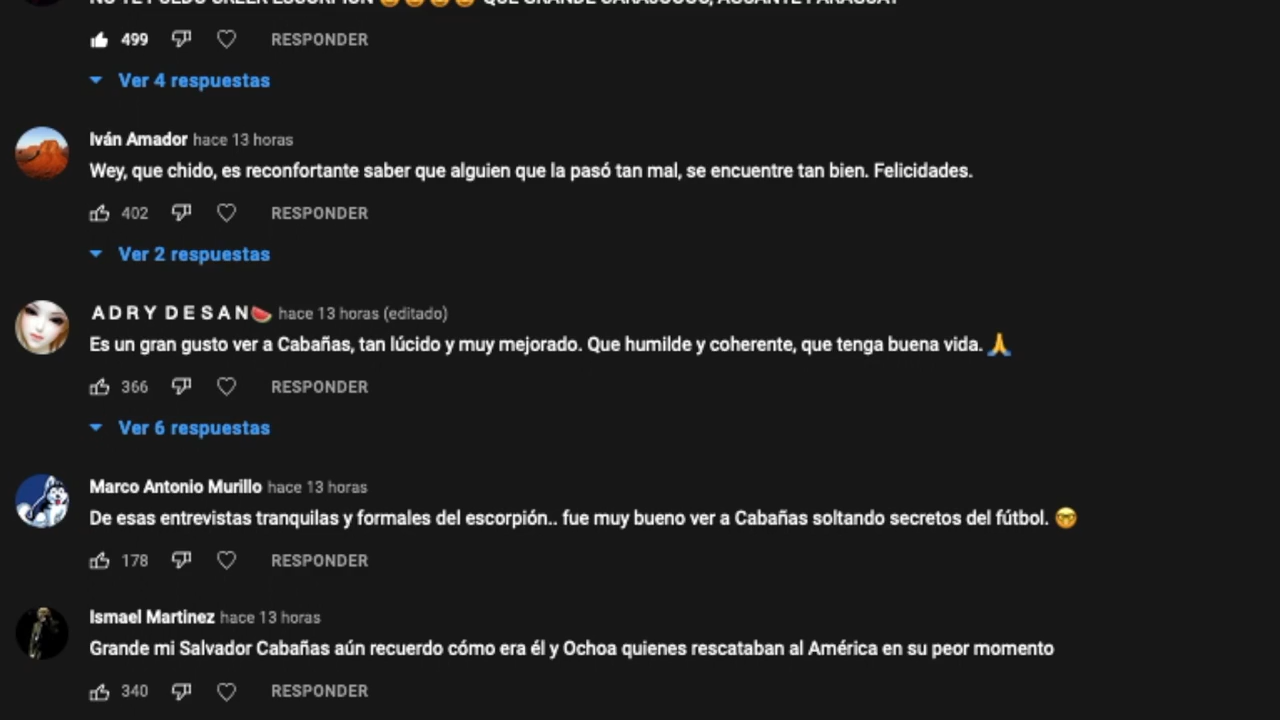 499 RESPONDER
Ver 4 respuestas
Iván Amador hace 13 horas
Wey, que chido, es reconfortante saber que alguien que la pasó tan mal, se encuentre tan bien. Felicidades.
402 RESPONDER
Ver 2 respuestas
A D R Y D E S A N🍉 hace 13 horas (editado)
Es un gran gusto ver a Cabañas, tan lúcido y muy mejorado. Que humilde y coherente, que tenga buena vida. 🙏
366 RESPONDER
Ver 6 respuestas
Marco Antonio Murillo hace 13 horas
De esas entrevistas tranquilas y formales del escorpión.. fue muy bueno ver a Cabañas soltando secretos del fútbol. 🤓
178 RESPONDER
Ismael Martinez hace 13 horas
Grande mi Salvador Cabañas aún recuerdo cómo era él y Ochoa quienes rescataban al América en su peor momento
340 RESPONDER